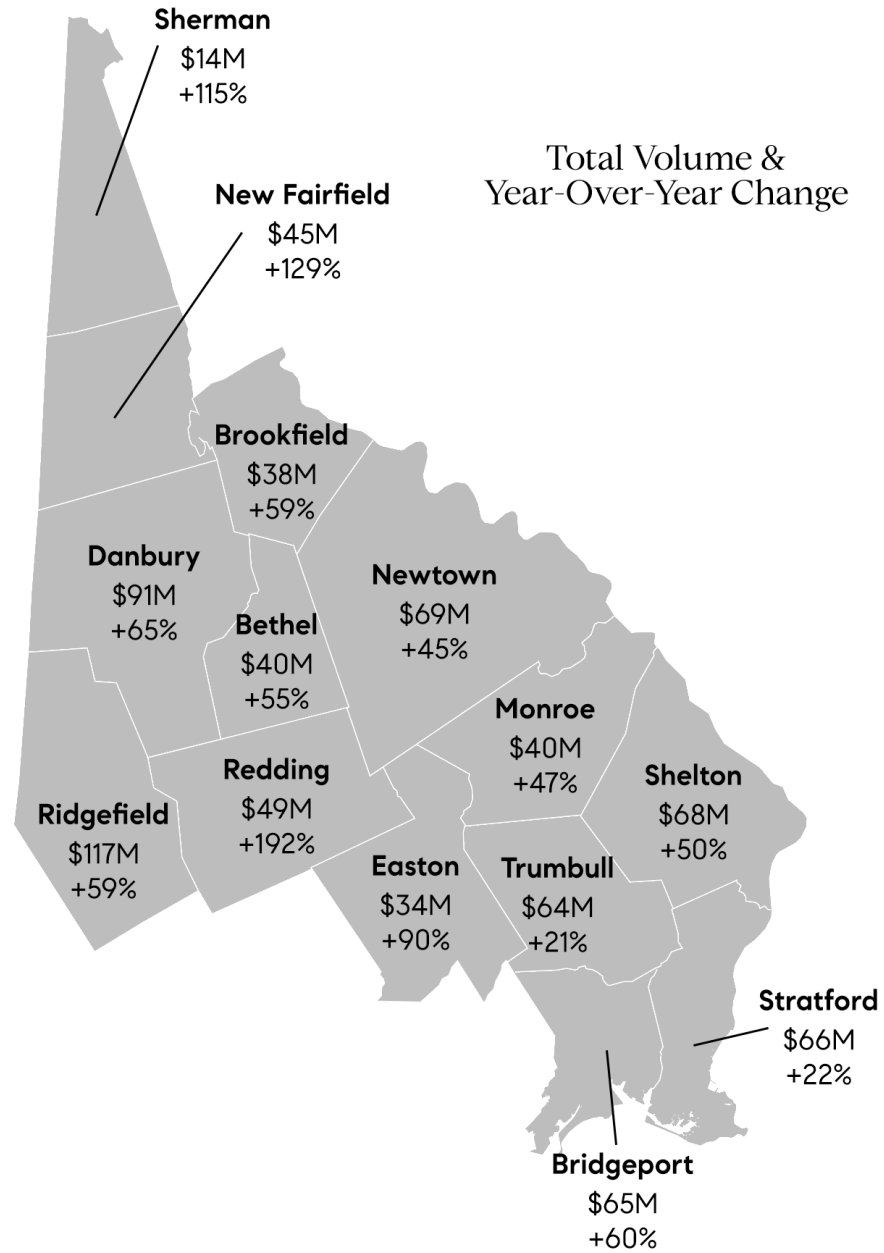 Sherman
$14M
+115%
Total Volume &
Year-Over-Year Change
New Fairfield
$45M
+129%
Brookfield
$38M
+59%
Danbury
$91M
+65%
Bethel
$40M
+55%
Newtown
$69M
+45%
Monroe
$40M
+47%
Shelton
$68M
+50%
Ridgefield
$117M
+59%
Redding
$49M
+192%
Easton
$34M
+90%
Trumbull
$64M
+21%
Stratford
$66M
+22%
Bridgeport
$65M
+60%